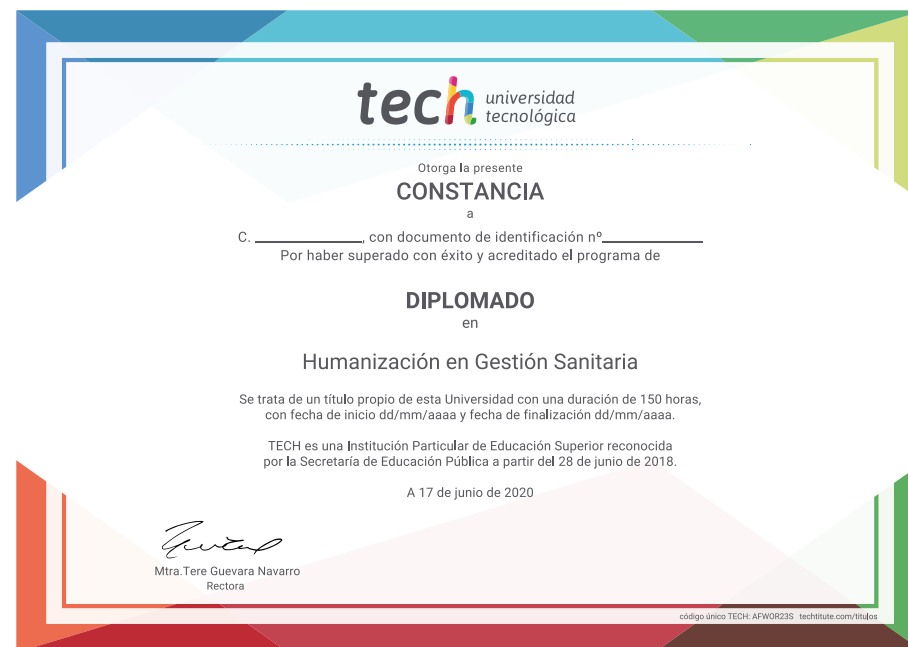 tech universidad
tecnológica
Otorga la presente
CONSTANCIA
a
C. ______________, con documento de identificación nº_____________
Por haber superado con éxito y acreditado el programa de
DIPLOMADO
en
Humanización en Gestión Sanitaria
Se trata de un título propio de esta Universidad con una duración de 150 horas,
con fecha de inicio dd/mm/aaaa y fecha de finalización dd/mm/aaaa.
TECH es una Institución Particular de Educación Superior reconocida
por la Secretaría de Educación Pública a partir del 28 de junio de 2018.
A 17 de junio de 2020
Mtra.Tere Guevara Navarro
Rectora
código único TECH: AFWOR23S techtitute.com/titulos